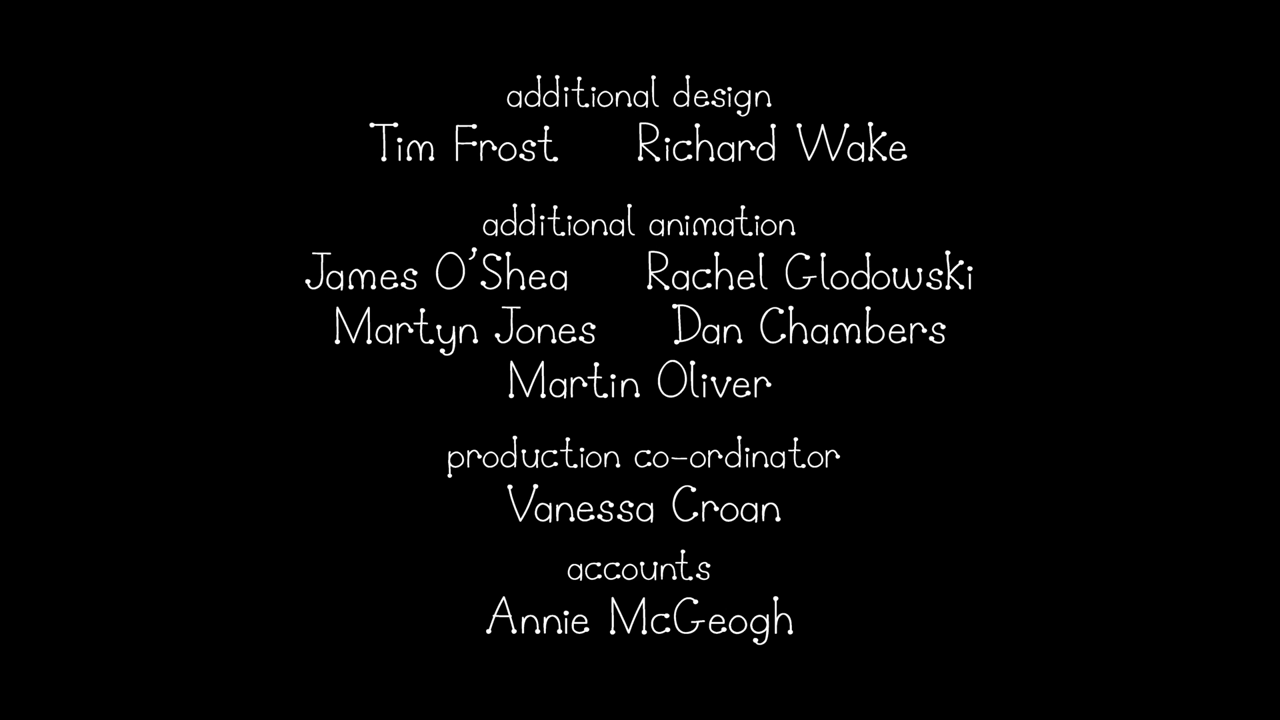 additional design
Tim Frost Richard Wake
additional animation
James O'Shea Rachel Glodowski
Martyn Jones Dan Chambers
Martin Oliver
production co-ordinator
Vanessa Croan
accounts
Annie McGeogh